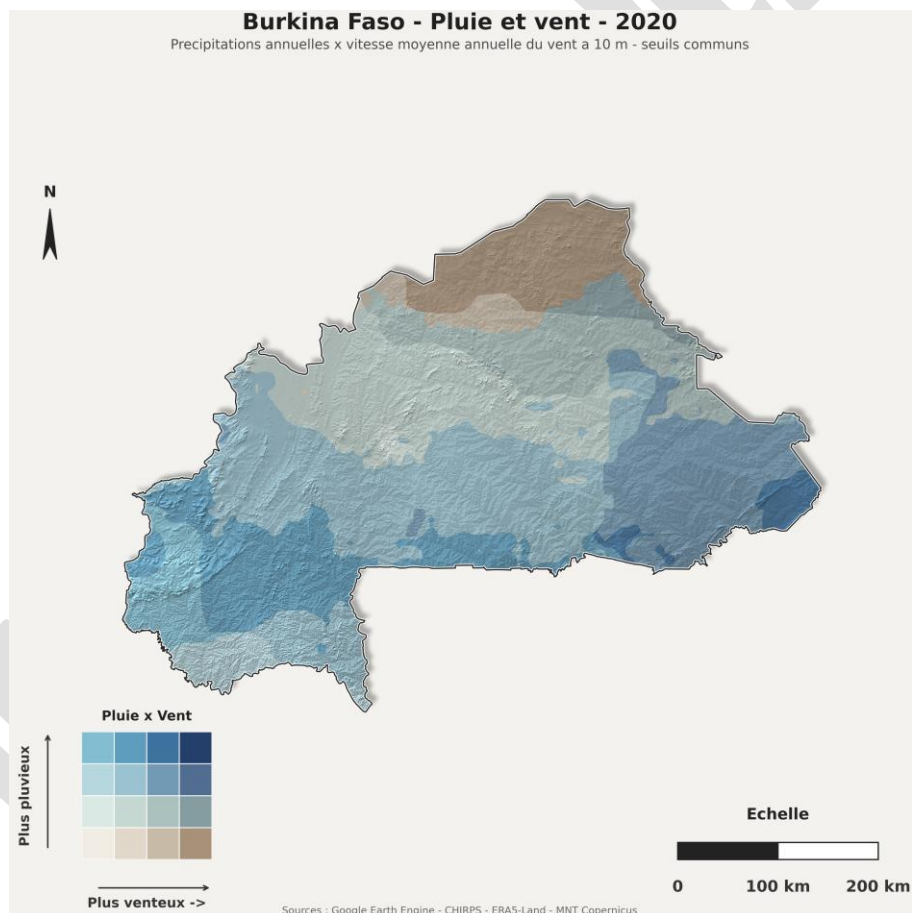 Burkina Faso - Pluie et vent - 2020
Precipitations annuelles x vitesse moyenne annuelle du vent a 10 m - seuils communs
N
Pluie x Vent
Plus pluvieux
Plus venteux ->
Echelle
0 100 km 200 km
Sources : Google Earth Engine - CHIRPS - ERA5-Land - MNT Copernicus